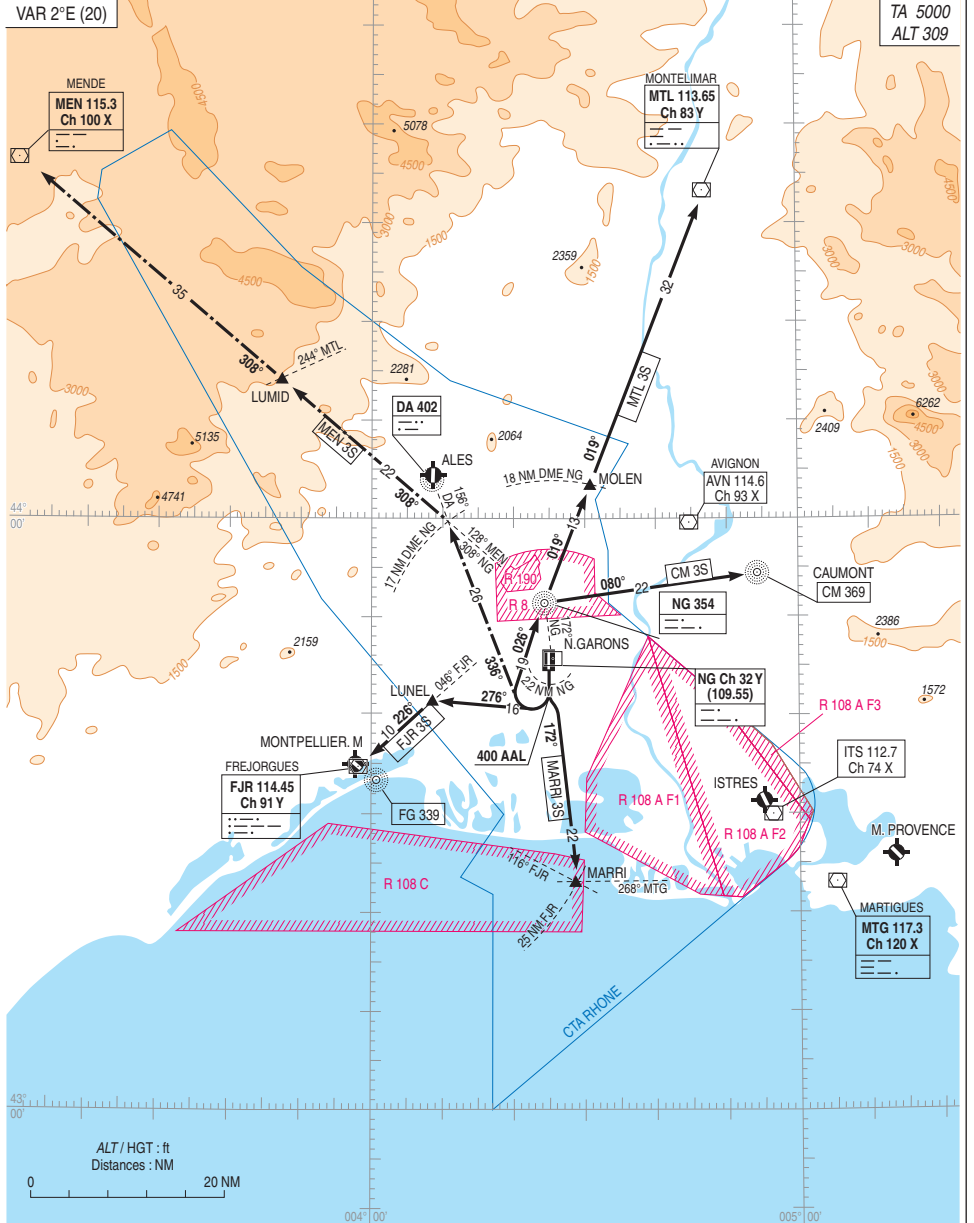 VAR 2°E (20)
TA 5000
ALT 309
MENDE
MEN 115.3
Ch 100 X
4500
5078
4500
3000
1500
MONTELIMAR
MTL 113.65
Ch 83 Y
4500
3000
3000
1500
2359
1500
4500
35
32
308°
244° MTL
LUMID
3000
2281
MTL 3S
DA 402
MEN 3S
2064
5135
22
ALES
019°
2409
6262
4500
3000
1500
18 NM DME NG
MOLEN
AVIGNON
AVN 114.6
Ch 93 X
4741
308°
156°
DA
44°
00'
17 NM DME NG
128° MEN
308° NG
13
019°
R 190
R 8
080°
CM 3S
22
CAUMONT
CM 369
26
NG 354
2386
1500
2159
1500
NG
172°
N.GARONS
026°
9
336°
22 NM NG
NG Ch 32 Y
(109.55)
1572
LUNEL
046° FJR
276°
16
R 108 A F3
226°
10
FJR 3S
172°
400 AAL
MONTPELLIER. M
FREJORGUES
FJR 114.45
Ch 91 Y
MARRI 3S
ITS 112.7
Ch 74 X
ISTRES
R 108 A F1
FG 339
22
R 108 A F2
M. PROVENCE
116° FJR
MARRI
268° MTG
R 108 C
25 NM FJR
MARTIGUES
MTG 117.3
Ch 120 X
CTA RHONE
43°
00'
ALT / HGT : ft
Distances : NM
0
20 NM
004° 00'
005° 00'